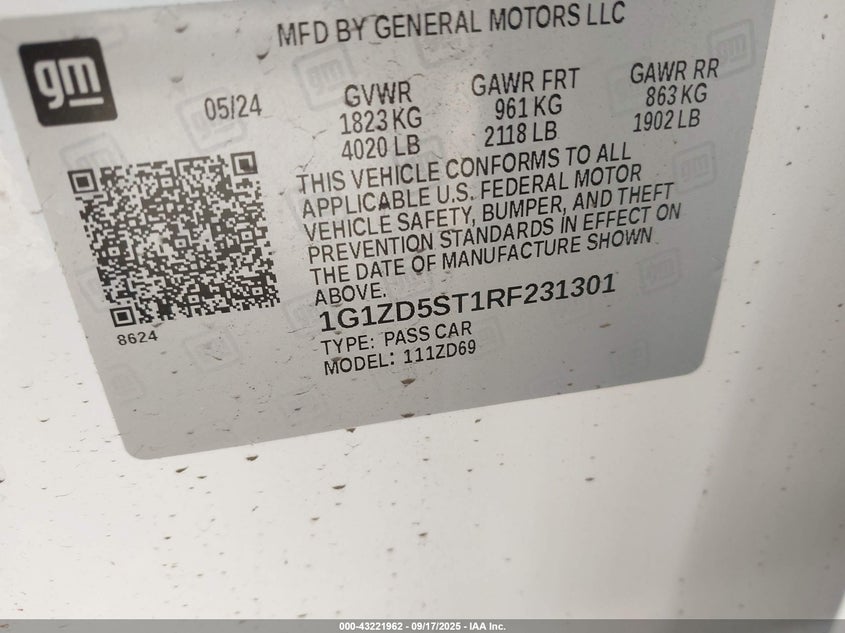 MFD BY GENERAL MOTORS LLC
gm
05/24
GVWR
1823 KG
4020 LB
GAWR FRT
961 KG
2118 LB
GAWR RR
863 KG
1902 LB
THIS VEHICLE CONFORMS TO ALL
APPLICABLE U.S. FEDERAL MOTOR
VEHICLE SAFETY, BUMPER, AND THEFT
PREVENTION STANDARDS IN EFFECT ON
THE DATE OF MANUFACTURE SHOWN
ABOVE.
1G1ZD5ST1RF231301
TYPE: PASS CAR
MODEL: 111ZD69
8624
000-43221962 - 09/17/2025 - IAA Inc.